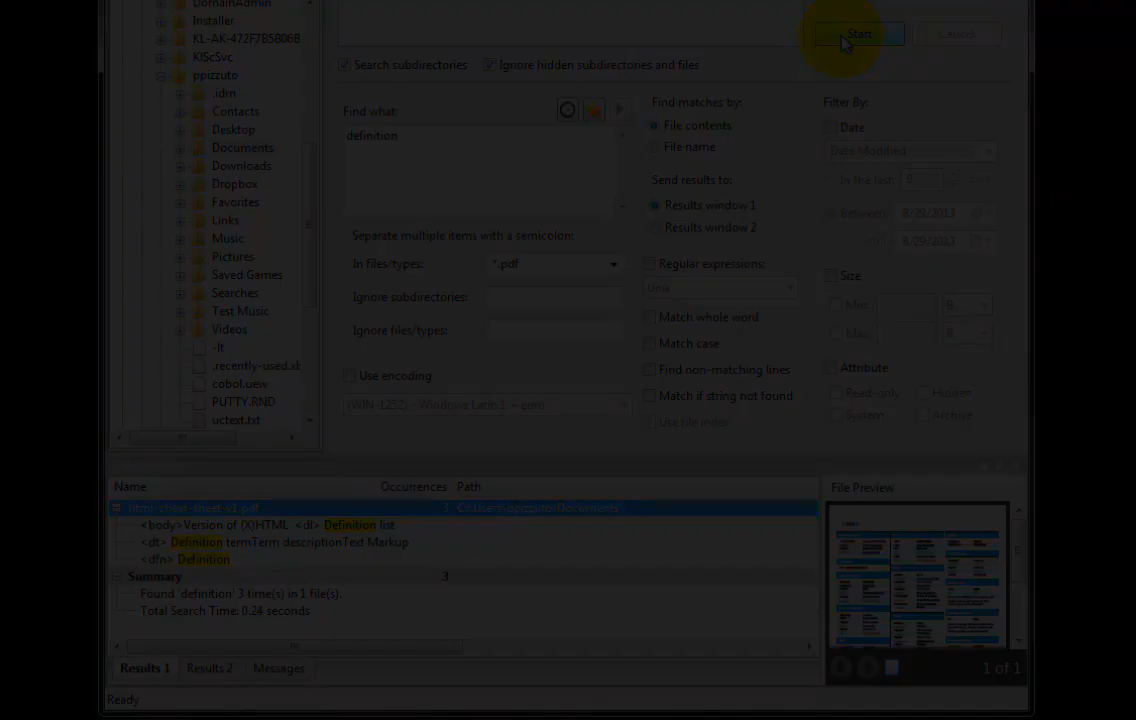 DomainAdmin
Installer
KL-AK-472F7B5B06B
KlScSvc
ppizzuto
.idm
Contacts
Desktop
Documents
Downloads
Dropbox
Favorites
Links
Music
Pictures
Saved Games
Searches
Test Music
Videos
-lt
.recently-used.xb
cobol.uew
PUTTY.RND
uctext.txt
Start
Cancel
Search subdirectories
Ignore hidden subdirectories and files
Find what:
definition
Separate multiple items with a semicolon:
In files/types:
*.pdf
Ignore subdirectories:
Ignore files/types:
Use encoding
(WIN-1252) - Windows Latin 1 + euro
Find matches by:
File contents
File name
Send results to:
Results window 1
Results window 2
Regular expressions:
Unix
Match whole word
Match case
Find non-matching lines
Match if string not found
Use file index
Filter By:
Date
Date Modified
In the last:
0
Between:
8/29/2013
8/29/2013
Size
Min:
B
Max:
B
Attribute
Read-only
Hidden
System
Archive
Name Occurrences Path
html-cheat-sheet-v1.pdf 3 C:\Users\ppizzuto\Documents
<body>Version of (X)HTML <dl> Definition list
<dt> Definition termTerm descriptionText Markup
<dfn> Definition
Summary 3
Found 'definition' 3 time(s) in 1 file(s).
Total Search Time: 0.24 seconds
Results 1 Results 2 Messages
File Preview
1 of 1
Ready